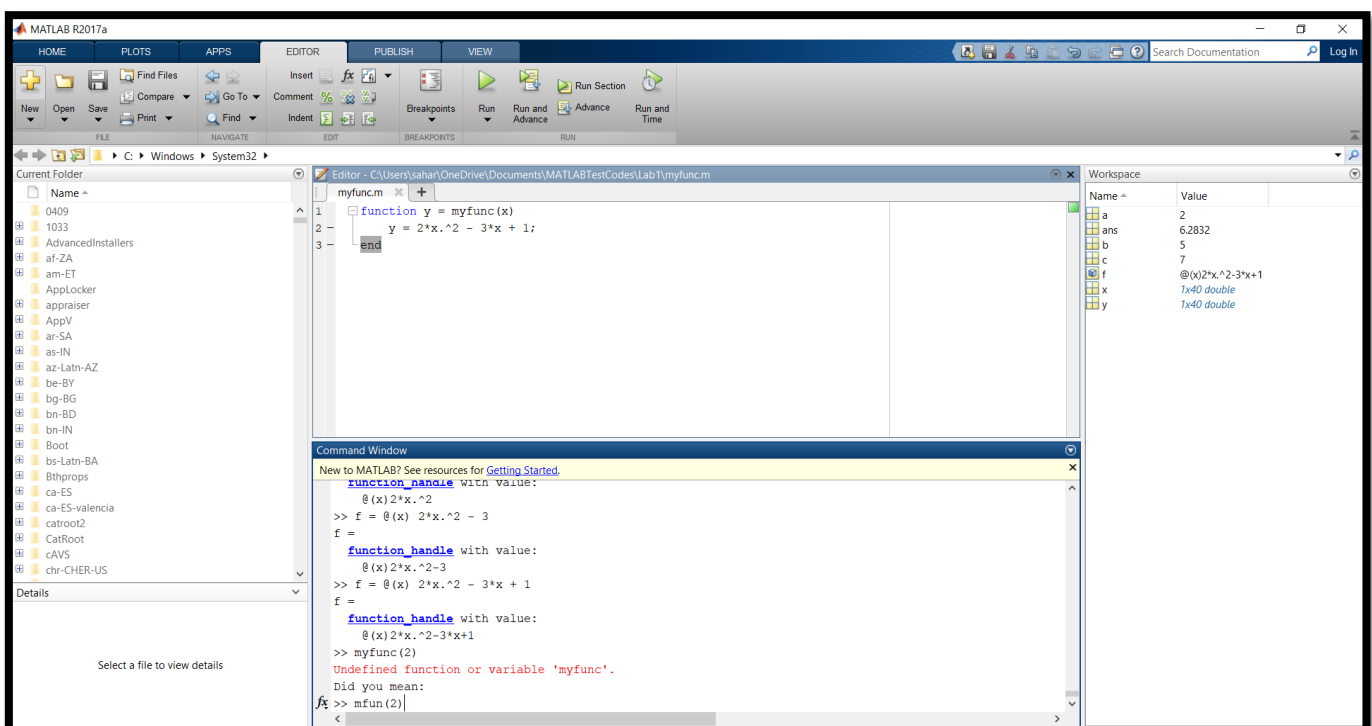 MATLAB R2017a
HOME PLOTS APPS EDITOR PUBLISH VIEW Search Documentation Log In
Find Files Insert fx
New Open Save Compare Go To Comment Breakpoints Run Run and Advance Run Section Advance Run and Time
Print Find Indent
FILE NAVIGATE EDIT BREAKPOINTS RUN
C: Windows System32
Current Folder
Name
0409
1033
AdvancedInstallers
af-ZA
am-ET
AppLocker
appraiser
AppV
ar-SA
as-IN
az-Latn-AZ
be-BY
bg-BG
bn-BD
bn-IN
Boot
bs-Latn-BA
Bthprops
ca-ES
ca-ES-valencia
catroot2
CatRoot
cAVS
chr-CHER-US
Details
Select a file to view details
Editor - C:\Users\sahar\OneDrive\Documents\MATLABTestCodes\Lab1\myfunc.m
myfunc.m
1 function y = myfunc(x)
2 y = 2*x.^2 - 3*x + 1;
3 end
Command Window
New to MATLAB? See resources for Getting Started.
function_handle with value:
@(x)2*x.^2
>> f = @(x) 2*x.^2 - 3
f =
function_handle with value:
@(x)2*x.^2-3
>> f = @(x) 2*x.^2 - 3*x + 1
f =
function_handle with value:
@(x)2*x.^2-3*x+1
>> myfunc(2)
Undefined function or variable 'myfunc'.
Did you mean:
fx >> mfun(2)
Workspace
Name Value
a 2
ans 6.2832
b 5
c 7
f @(x)2*x.^2-3*x+1
x 1x40 double
y 1x40 double